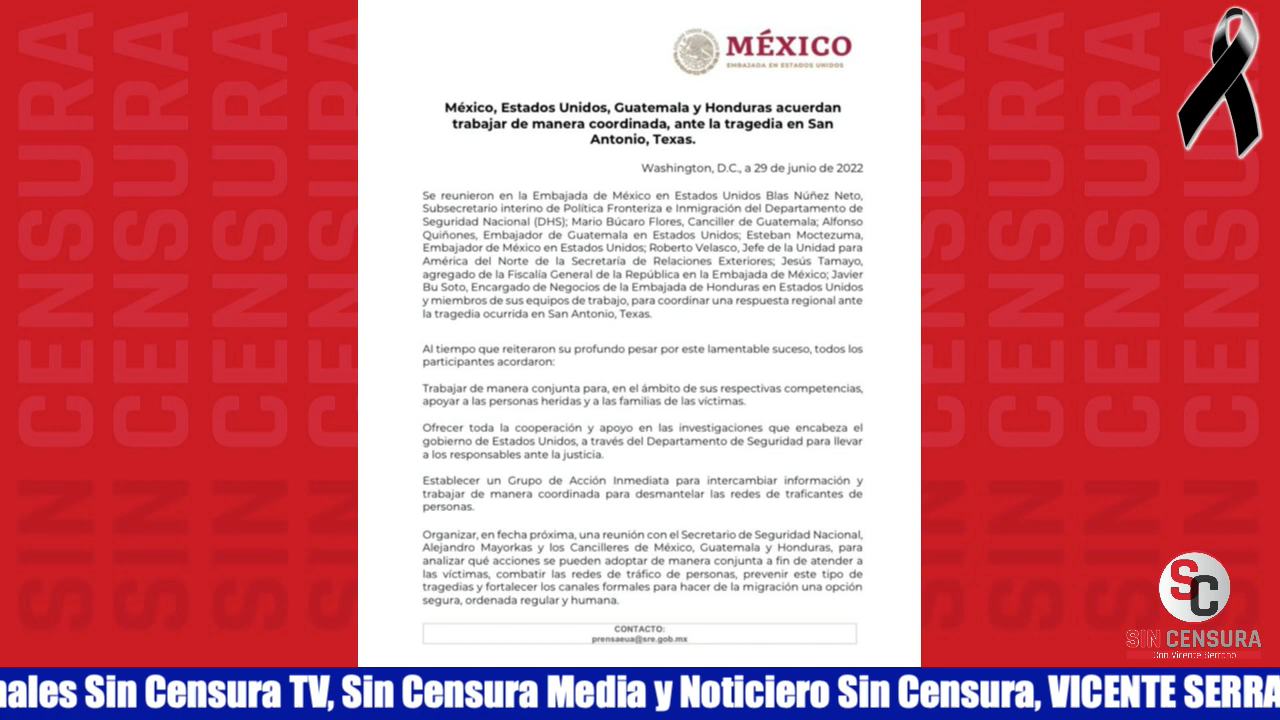 MÉXICO
EMBAJADA EN ESTADOS UNIDOS
México, Estados Unidos, Guatemala y Honduras acuerdan
trabajar de manera coordinada, ante la tragedia en San
Antonio, Texas.
Washington, D.C., a 29 de junio de 2022
Se reunieron en la Embajada de México en Estados Unidos Blas Núñez Neto,
Subsecretario interino de Política Fronteriza e Inmigración del Departamento de
Seguridad Nacional (DHS); Mario Búcaro Flores, Canciller de Guatemala; Alfonso
Quiñones, Embajador de Guatemala en Estados Unidos; Esteban Moctezuma,
Embajador de México en Estados Unidos; Roberto Velasco, Jefe de la Unidad para
América del Norte de la Secretaría de Relaciones Exteriores; Jesús Tamayo,
agregado de la Fiscalía General de la República en la Embajada de México; Javier
Bu Soto, Encargado de Negocios de la Embajada de Honduras en Estados Unidos
y miembros de sus equipos de trabajo, para coordinar una respuesta regional ante
la tragedia ocurrida en San Antonio, Texas.
Al tiempo que reiteraron su profundo pesar por este lamentable suceso, todos los
participantes acordaron:
Trabajar de manera conjunta para, en el ámbito de sus respectivas competencias,
apoyar a las personas heridas y a las familias de las víctimas.
Ofrecer toda la cooperación y apoyo en las investigaciones que encabeza el
gobierno de Estados Unidos, a través del Departamento de Seguridad para llevar
a los responsables ante la justicia.
Establecer un Grupo de Acción Inmediata para intercambiar información y
trabajar de manera coordinada para desmantelar las redes de traficantes de
personas.
Organizar, en fecha próxima, una reunión con el Secretario de Seguridad Nacional,
Alejandro Mayorkas y los Cancilleres de México, Guatemala y Honduras, para
analizar qué acciones se pueden adoptar de manera conjunta a fin de atender a
las víctimas, combatir las redes de tráfico de personas, prevenir este tipo de
tragedias y fortalecer los canales formales para hacer de la migración una opción
segura, ordenada regular y humana.
CONTACTO:
prensaeua@sre.gob.mx
SIN CENSURA
SIN CENSURA
SIN CENSURA
SIN CENSURA
SIN CENSURA
SIN CENSURA
SIN CENSURA
SC
SIN CENSURA
Con Vicente Serrano
nales Sin Censura TV, Sin Censura Media y Noticiero Sin Censura, VICENTE SERRA